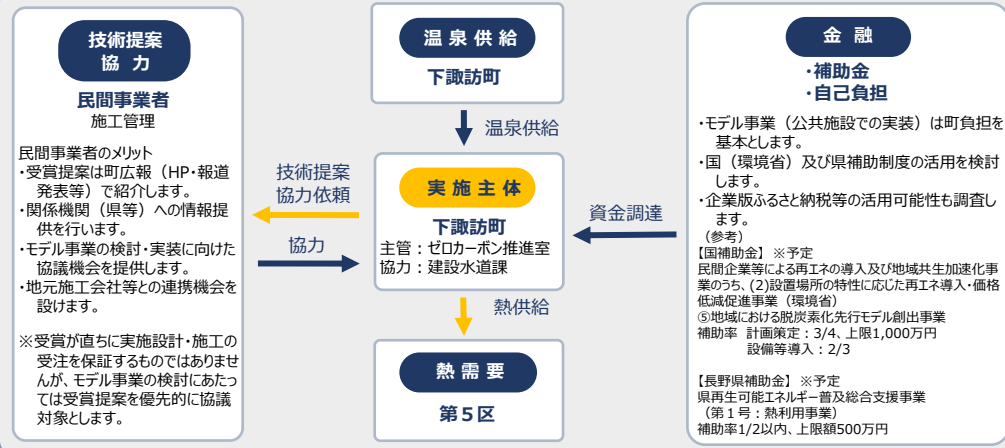 技術提案
協 力
民間事業者
施工管理
民間事業者のメリット
・受賞提案は町広報（HP・報道
発表等）で紹介します。
・関係機関（県等）への情報提
供を行います。
・モデル事業の検討・実装に向けた
協議機会を提供します。
・地元施工会社等との連携機会を
設けます。
※受賞が直ちに実施設計・施工の
受注を保証するものではありませ
んが、モデル事業の検討にあたっ
ては受賞提案を優先的に協議
対象とします。
技術提案
協力依頼
協力
温 泉 供 給
下諏訪町
温泉供給
実 施 主 体
下諏訪町
主管：ゼロカーボン推進室
協力：建設水道課
熱供給
熱 需 要
第５区
資金調達
金 融
・補助金
・自己負担
・モデル事業（公共施設での実装）は町負担を
基本とします。
・国（環境省）及び県補助制度の活用を検討
します。
・企業版ふるさと納税等の活用可能性も調査し
ます。
（参考）
【国補助金】 ※予定
民間企業等による再エネの導入及び地域共生加速化事
業のうち、(2)設置場所の特性に応じた再エネ導入・価格
低減促進事業（環境省）
⑤地域における脱炭素化先行モデル創出事業
補助率 計画策定：3/4、上限1,000万円
設備等導入：2/3
【長野県補助金】 ※予定
県再生可能エネルギー普及総合支援事業
（第１号：熱利用事業）
補助率1/2以内、上限額500万円